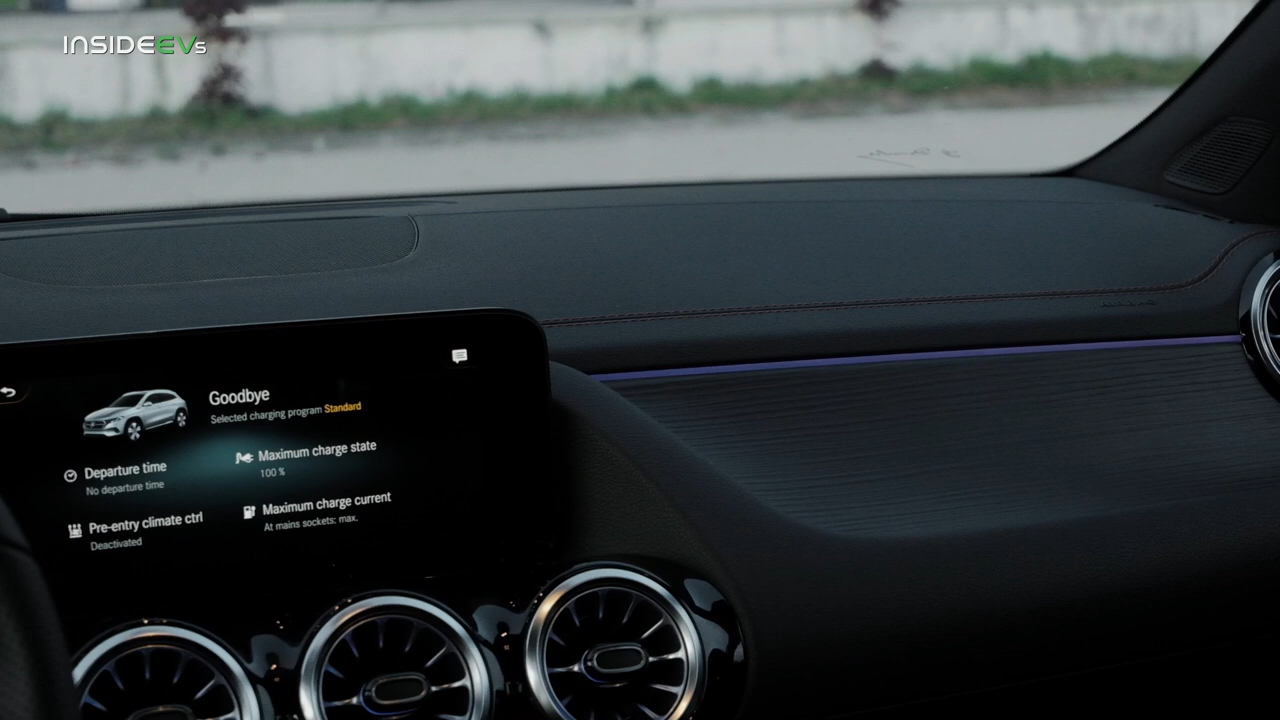 INSIDEEVs
Goodbye
Selected charging program Standard
Departure time
No departure time
Maximum charge state
100 %
Pre-entry climate ctrl
Deactivated
Maximum charge current
At mains sockets: max.